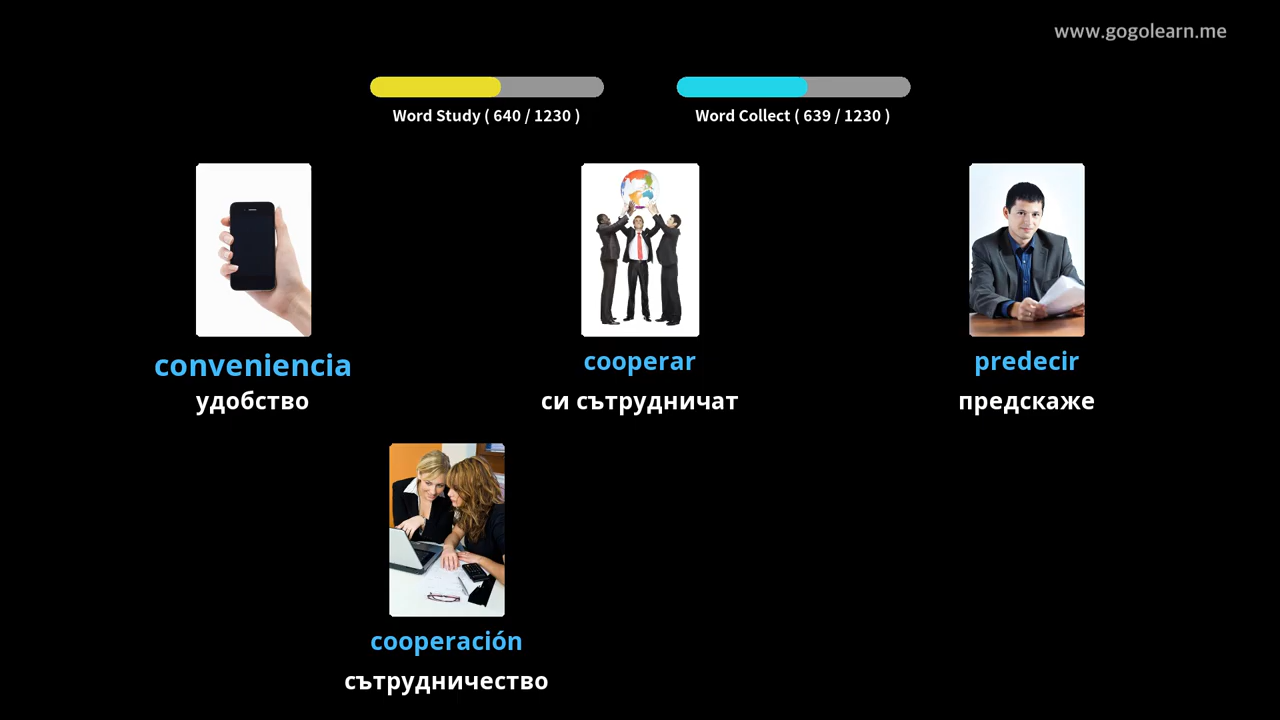 www.gogolearn.me
Word Study ( 640 / 1230 )
Word Collect ( 639 / 1230 )
conveniencia
удобство
cooperar
си сътрудничат
predecir
предскаже
cooperación
сътрудничество